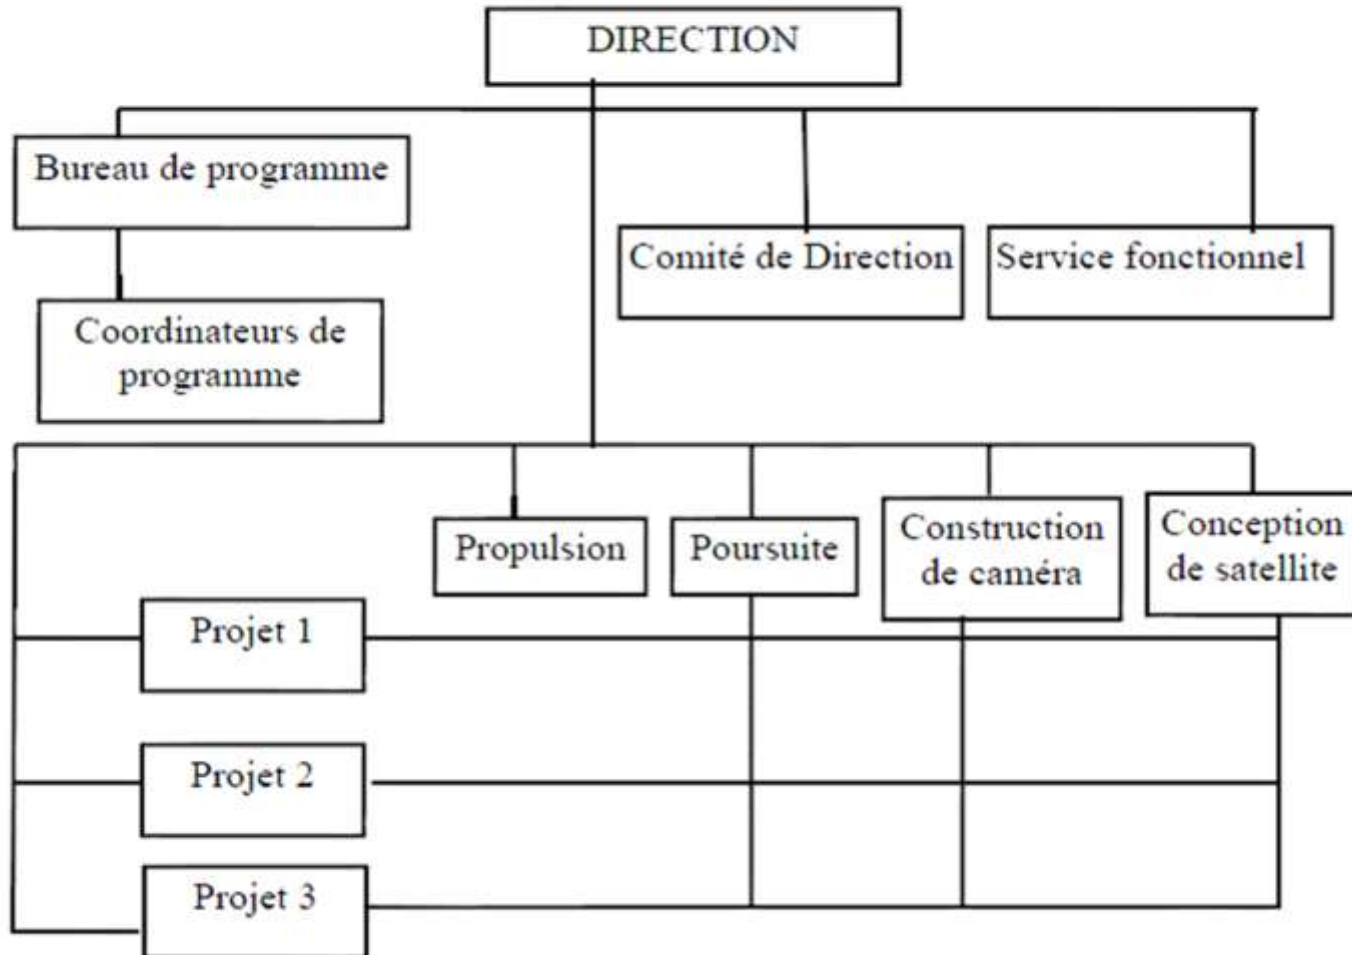 DIRECTION
Bureau de programme
Comité de Direction
Service fonctionnel
Coordinateurs de
programme
Propulsion
Poursuite
Construction
de caméra
Conception
de satellite
Projet 1
Projet 2
Projet 3